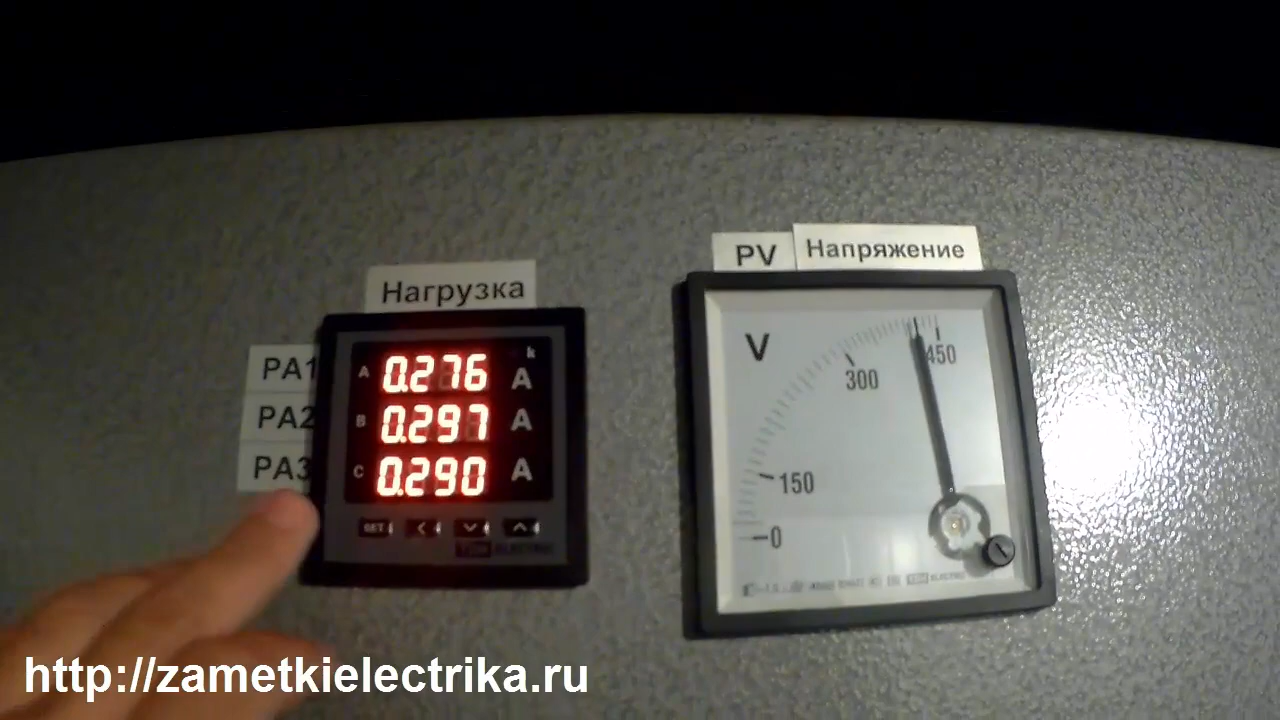 PV
Напряжение
Нагрузка
k
PA1
A 0.276 A
PA2
B 0.297 A
PA3
C 0.290 A
SET
V
450
300
150
0
ELECTRIC
http://zametkielectrika.ru